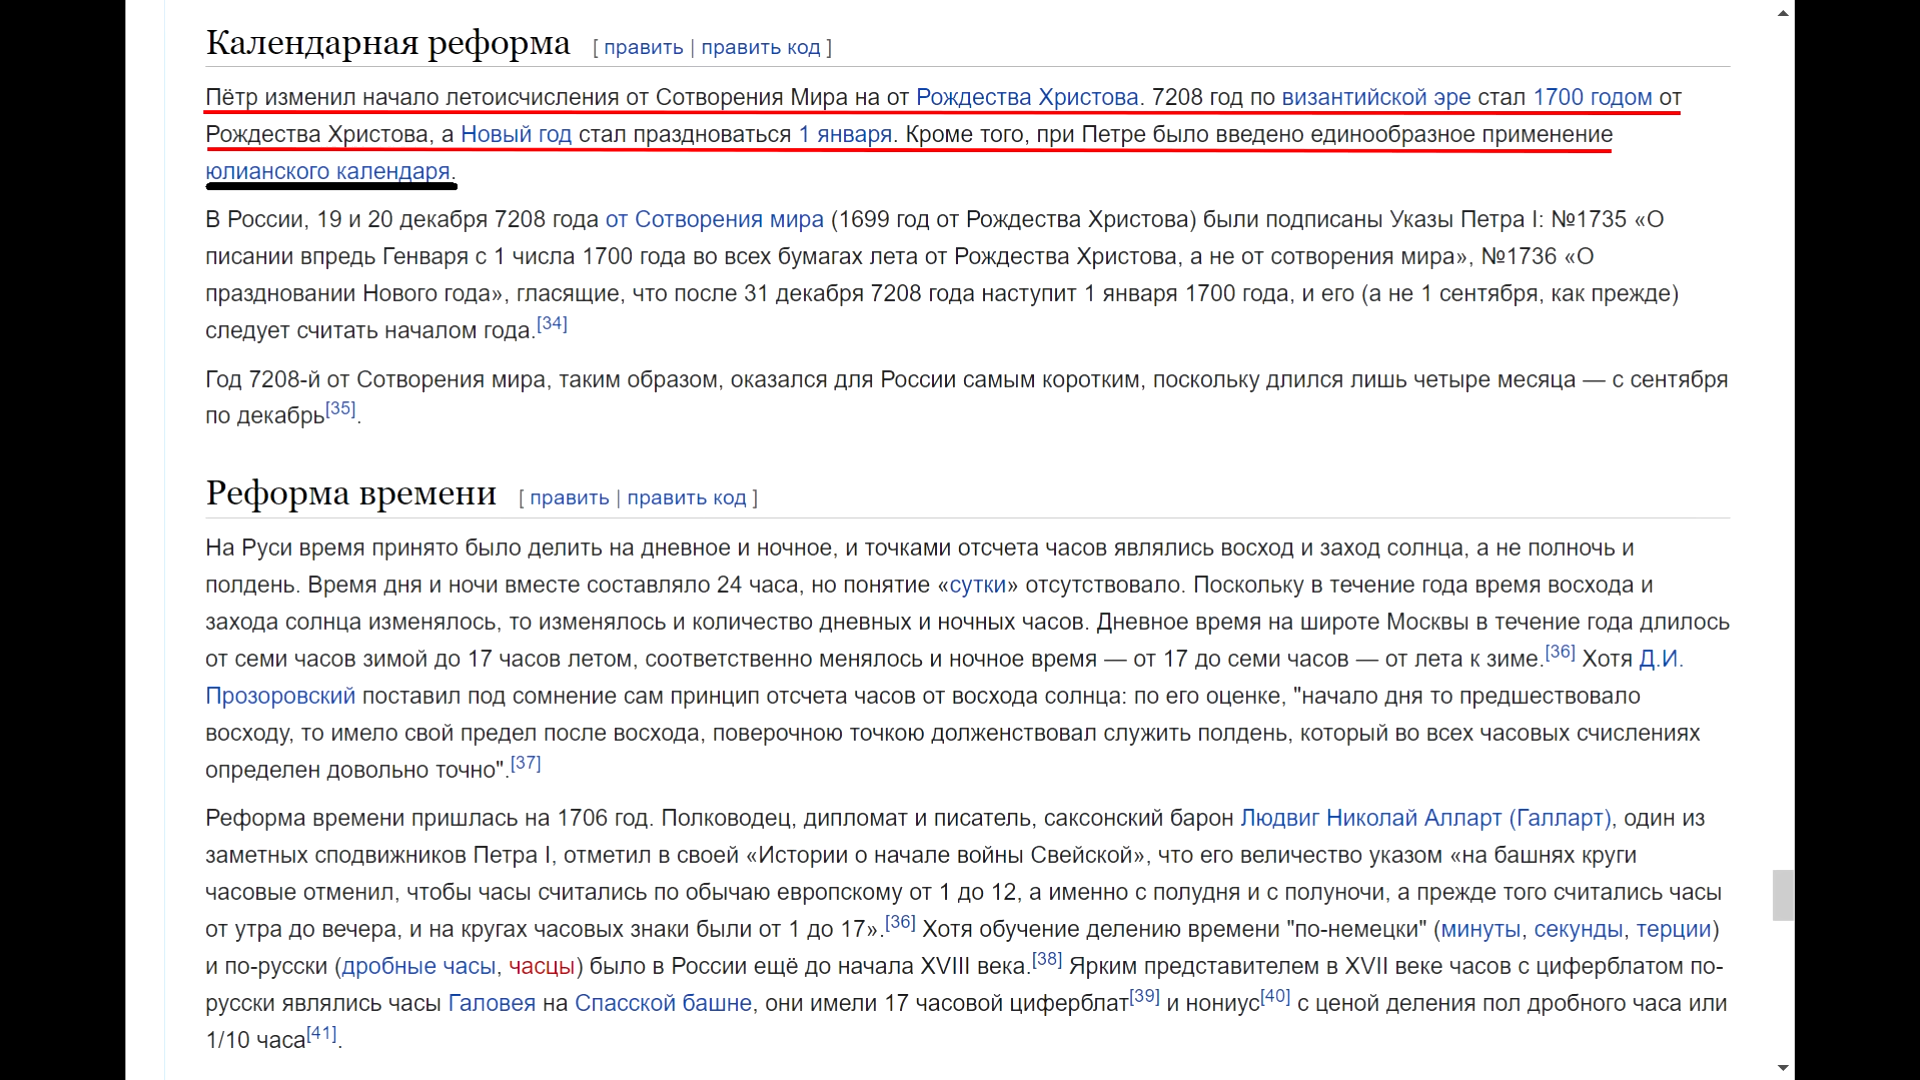 Календарная реформа [ править | править код ]
Пётр изменил начало летоисчисления от Сотворения Мира на от Рождества Христова. 7208 год по византийской эре стал 1700 годом от
Рождества Христова, а Новый год стал праздноваться 1 января. Кроме того, при Петре было введено единообразное применение
юлианского календаря.
В России, 19 и 20 декабря 7208 года от Сотворения мира (1699 год от Рождества Христова) были подписаны Указы Петра I: №1735 «О
писании впредь Генваря с 1 числа 1700 года во всех бумагах лета от Рождества Христова, а не от сотворения мира», №1736 «О
праздновании Нового года», гласящие, что после 31 декабря 7208 года наступит 1 января 1700 года, и его (а не 1 сентября, как прежде)
следует считать началом года.[34]
Год 7208-й от Сотворения мира, таким образом, оказался для России самым коротким, поскольку длился лишь четыре месяца — с сентября
по декабрь[35].
Реформа времени [ править | править код ]
На Руси время принято было делить на дневное и ночное, и точками отсчета часов являлись восход и заход солнца, а не полночь и
полдень. Время дня и ночи вместе составляло 24 часа, но понятие «сутки» отсутствовало. Поскольку в течение года время восхода и
захода солнца изменялось, то изменялось и количество дневных и ночных часов. Дневное время на широте Москвы в течение года длилось
от семи часов зимой до 17 часов летом, соответственно менялось и ночное время — от 17 до семи часов — от лета к зиме.[36] Хотя Д.И.
Прозоровский поставил под сомнение сам принцип отсчета часов от восхода солнца: по его оценке, "начало дня то предшествовало
восходу, то имело свой предел после восхода, поверочною точкою долженствовал служить полдень, который во всех часовых счислениях
определен довольно точно".[37]
Реформа времени пришлась на 1706 год. Полководец, дипломат и писатель, саксонский барон Людвиг Николай Алларт (Галларт), один из
заметных сподвижников Петра I, отметил в своей «Истории о начале войны Свейской», что его величество указом «на башнях круги
часовые отменил, чтобы часы считались по обычаю европскому от 1 до 12, а именно с полудня и с полуночи, а прежде того считались часы
от утра до вечера, и на кругах часовых знаки были от 1 до 17».[36] Хотя обучение делению времени "по-немецки" (минуты, секунды, терции)
и по-русски (дробные часы, часцы) было в России ещё до начала XVIII века.[38] Ярким представителем в XVII веке часов с циферблатом по-
русски являлись часы Галовея на Спасской башне, они имели 17 часовой циферблат[39] и нониус[40] с ценой деления пол дробного часа или
1/10 часа[41].